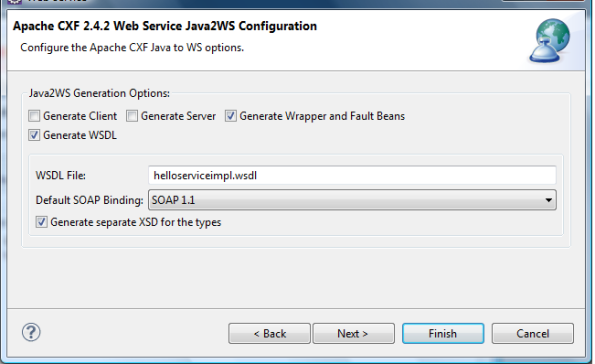 Web Service
Apache CXF 2.4.2 Web Service Java2WS Configuration
Configure the Apache CXF Java to WS options.
Java2WS Generation Options:
Generate Client Generate Server Generate Wrapper and Fault Beans
Generate WSDL
WSDL File: helloserviceimpl.wsdl
Default SOAP Binding: SOAP 1.1
Generate separate XSD for the types
? < Back Next > Finish Cancel